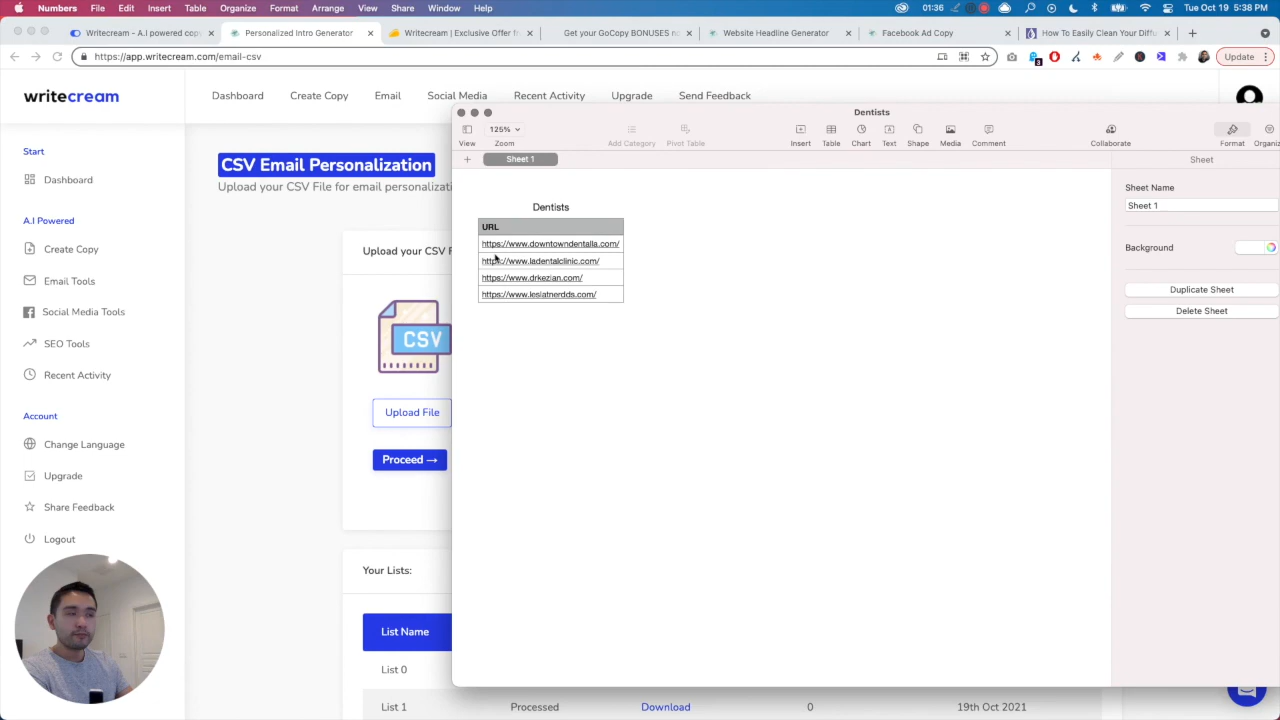 Numbers File Edit Insert Table Organize Format Arrange View Share Window Help 01:36 Tue Oct 19 5:38 PM
Writecream - A.I powered copy Personalized Intro Generator Writecream | Exclusive Offer f Get your GoCopy BONUSES n Website Headline Generator Facebook Ad Copy How To Easily Clean Your Diffu
https://app.writecream.com/email-csv 3 Update
writecream Dashboard Create Copy Email Social Media Recent Activity Upgrade Send Feedback
Dentists
125%
View Zoom Add Category Pivot Table Insert Table Chart Text Shape Media Comment Collaborate Format Organiz
Sheet 1 Sheet
Start
Dashboard
A.I Powered
Create Copy
Email Tools
Social Media Tools
SEO Tools
Recent Activity
Account
Change Language
Upgrade
Share Feedback
Logout
CSV Email Personalization
Upload your CSV File for email personalizati
Upload your CSV F
CSV
Upload File
Proceed →
Your Lists:
List Name
List 0
List 1 Processed Download 0 19th Oct 2021
Dentists
URL
https://www.downtowndentalla.com/
https://www.ladentalclinic.com/
https://www.drkezian.com/
https://www.leslatnerdds.com/
Sheet Name
Sheet 1
Background
Duplicate Sheet
Delete Sheet